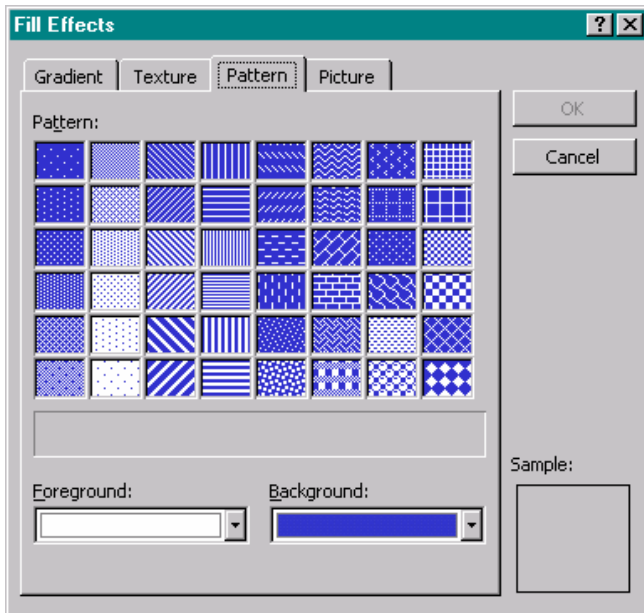 Fill Effects
Gradient
Texture
Pattern
Picture
Pattern:
OK
Cancel
Sample:
Foreground:
Background: